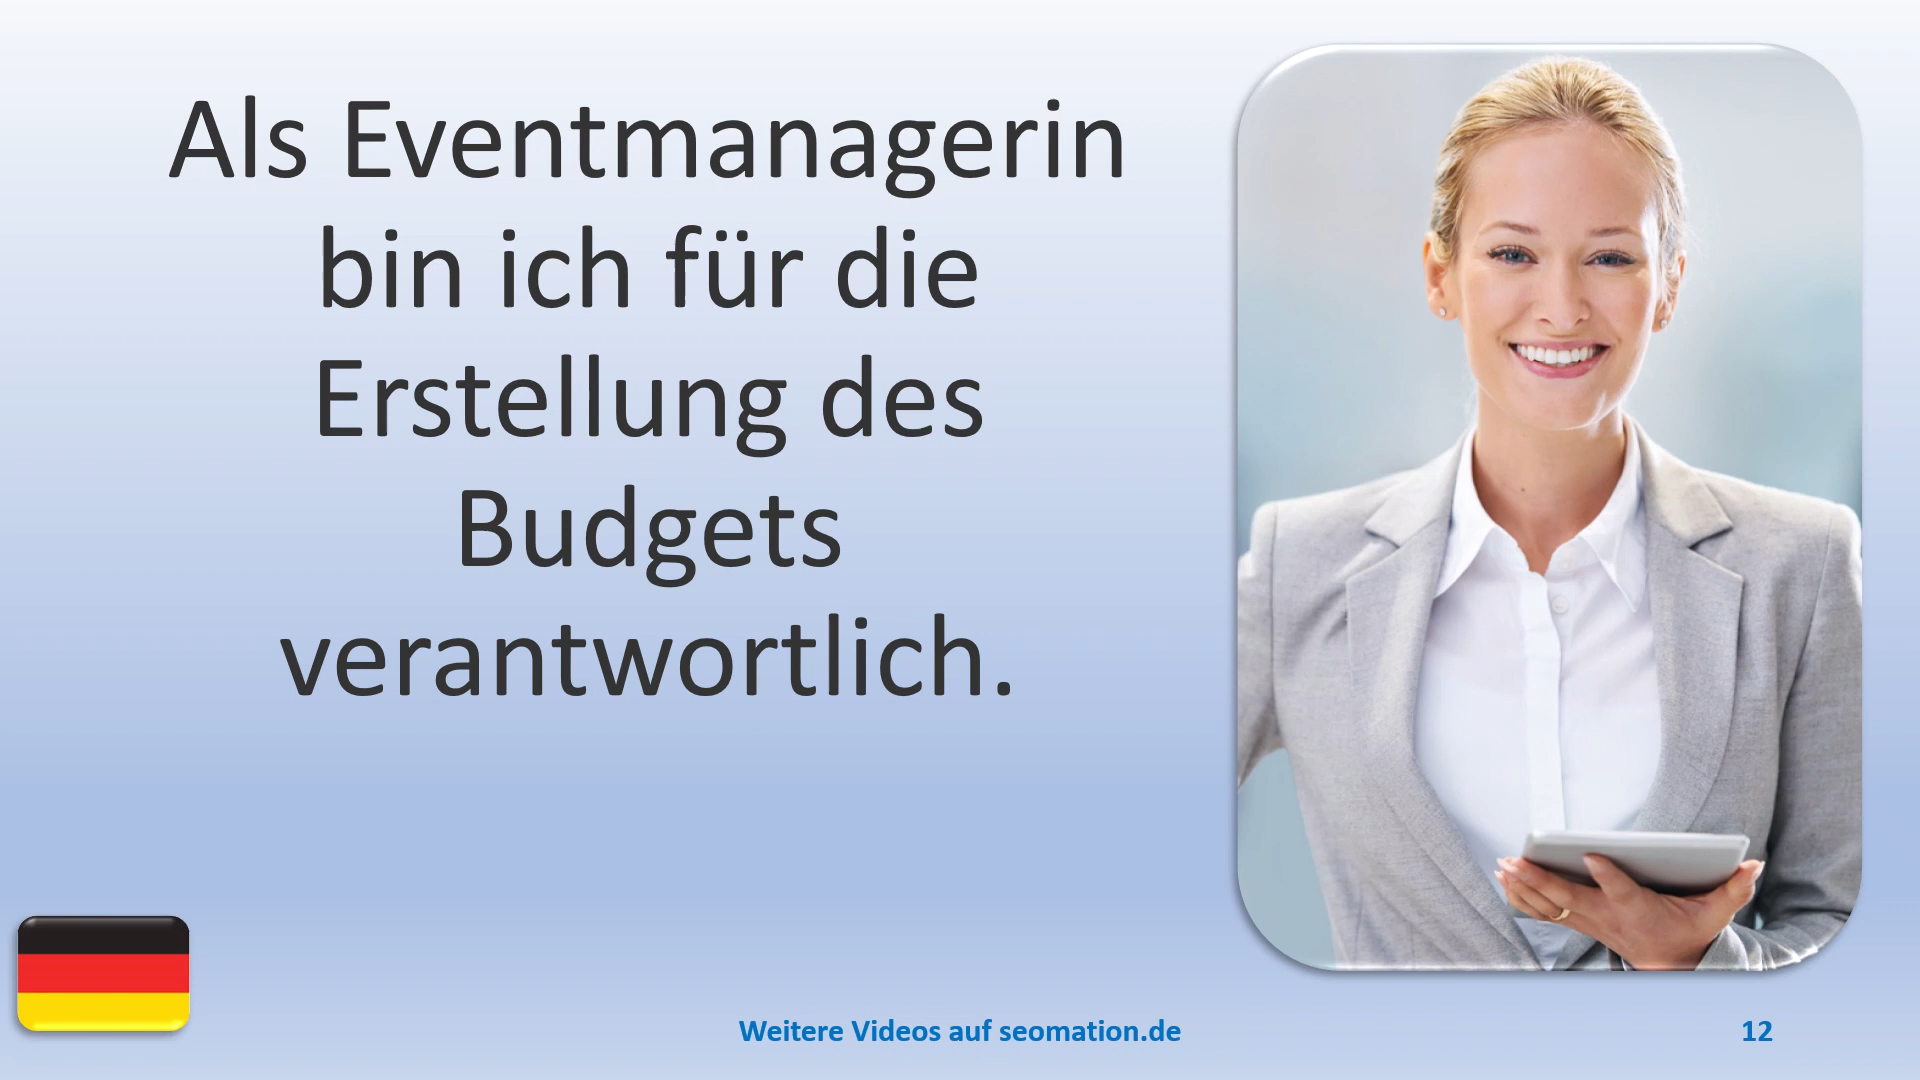 Als Eventmanagerin
bin ich für die
Erstellung des
Budgets
verantwortlich.
Weitere Videos auf seomation.de
12